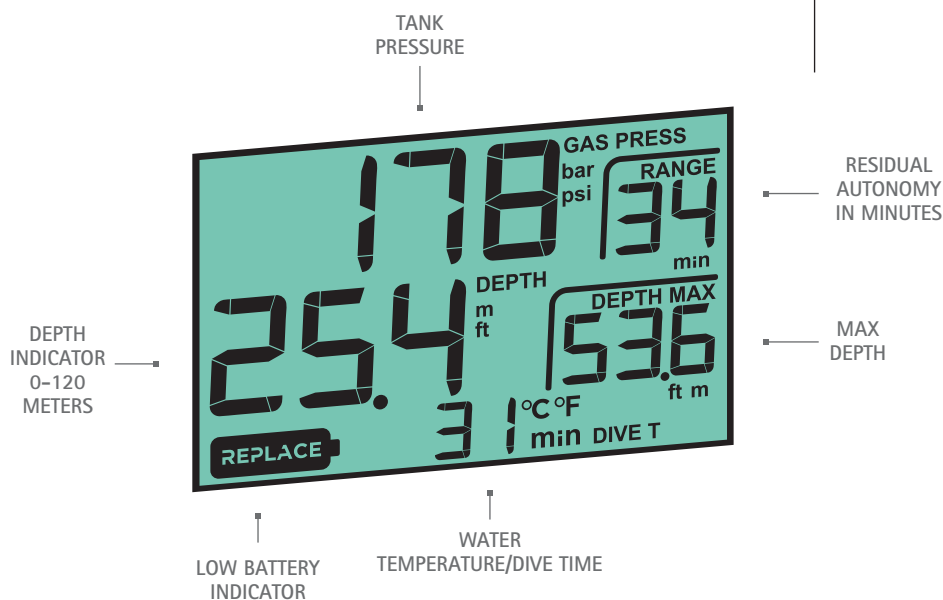 TANK
PRESSURE
178
GAS PRESS
bar
psi
RANGE
34
min
RESIDUAL
AUTONOMY
IN MINUTES
25.4
DEPTH
m
ft
DEPTH MAX
53.6
ft m
MAX
DEPTH
DEPTH
INDICATOR
0–120
METERS
REPLACE
31
°C °F
min DIVE T
WATER
TEMPERATURE/DIVE TIME
LOW BATTERY
INDICATOR